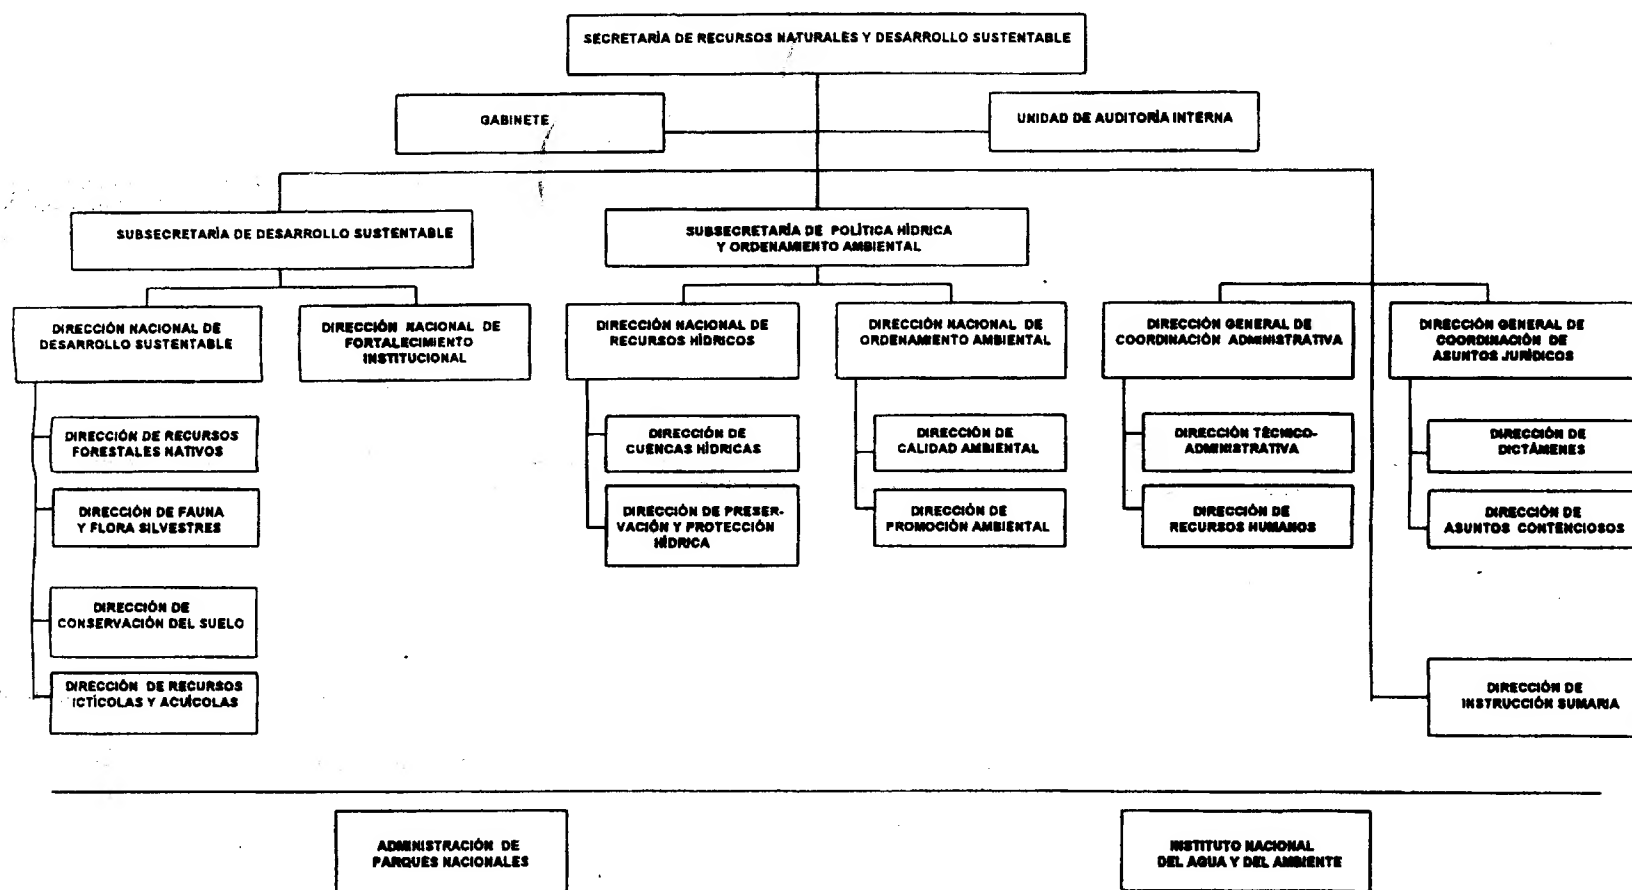 SECRETARÍA DE RECURSOS NATURALES Y DESARROLLO SUSTENTABLE
GABINETE
UNIDAD DE AUDITORÍA INTERNA
SUBSECRETARÍA DE DESARROLLO SUSTENTABLE
SUBSECRETARÍA DE POLÍTICA HÍDRICA
Y ORDENAMIENTO AMBIENTAL
DIRECCIÓN NACIONAL DE
DESARROLLO SUSTENTABLE
DIRECCIÓN NACIONAL DE
FORTALECIMIENTO
INSTITUCIONAL
DIRECCIÓN NACIONAL DE
RECURSOS HÍDRICOS
DIRECCIÓN NACIONAL DE
ORDENAMIENTO AMBIENTAL
DIRECCIÓN GENERAL DE
COORDINACIÓN ADMINISTRATIVA
DIRECCIÓN GENERAL DE
COORDINACIÓN DE
ASUNTOS JURÍDICOS
DIRECCIÓN DE RECURSOS
FORESTALES NATIVOS
DIRECCIÓN DE
CUENCAS HÍDRICAS
DIRECCIÓN DE
CALIDAD AMBIENTAL
DIRECCIÓN TÉCNICO-
ADMINISTRATIVA
DIRECCIÓN DE
DICTÁMENES
DIRECCIÓN DE FAUNA
Y FLORA SILVESTRES
DIRECCIÓN DE PRESER-
VACIÓN Y PROTECCIÓN
HÍDRICA
DIRECCIÓN DE
PROMOCIÓN AMBIENTAL
DIRECCIÓN DE
RECURSOS HUMANOS
DIRECCIÓN DE
ASUNTOS CONTENCIOSOS
DIRECCIÓN DE
CONSERVACIÓN DEL SUELO
DIRECCIÓN DE RECURSOS
ICTÍCOLAS Y ACUÍCOLAS
DIRECCIÓN DE
INSTRUCCIÓN SUMARIA
ADMINISTRACIÓN DE
PARQUES NACIONALES
INSTITUTO NACIONAL
DEL AGUA Y DEL AMBIENTE